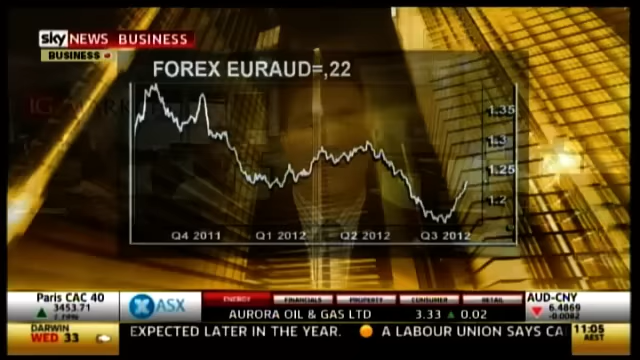 sky NEWS BUSINESS
BUSINESS
FOREX EURAUD=,22
1.35
1.3
1.25
1.2
Q4 2011 Q1 2012 Q2 2012 Q3 2012
Paris CAC 40
3453.71
ASX
ENERGY FINANCIALS PROPERTY CONSUMER RETAIL
AURORA OIL & GAS LTD 3.33 0.02
AUD-CNY
6.4869
-0.0082
DARWIN
WED 33
EXPECTED LATER IN THE YEAR. A LABOUR UNION SAYS CA
11:05
AEST